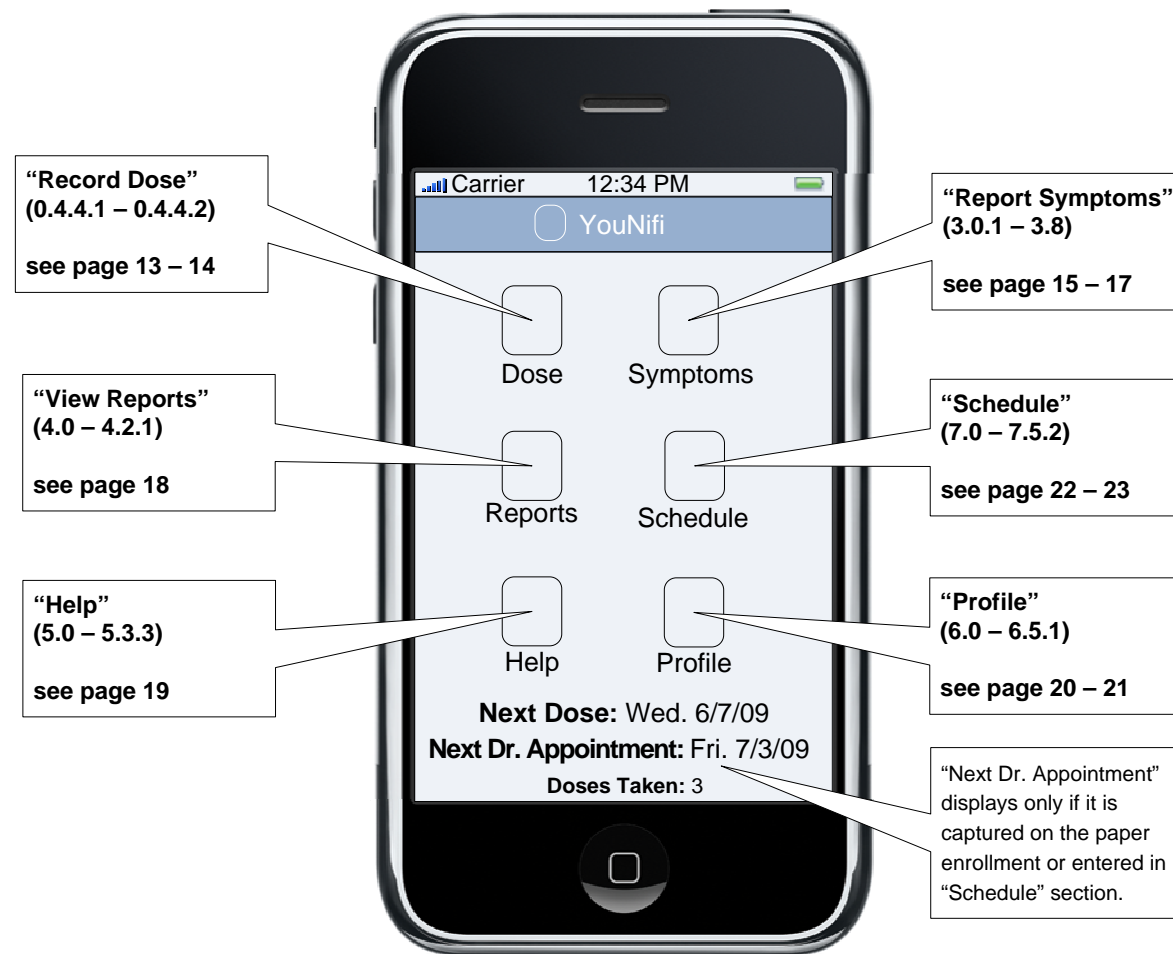 “Record Dose”
(0.4.4.1 – 0.4.4.2)
see page 13 – 14
“View Reports”
(4.0 – 4.2.1)
see page 18
“Help”
(5.0 – 5.3.3)
see page 19
Carrier 12:34 PM
YouNifi
Dose Symptoms
Reports Schedule
Help Profile
Next Dose: Wed. 6/7/09
Next Dr. Appointment: Fri. 7/3/09
Doses Taken: 3
“Report Symptoms”
(3.0.1 – 3.8)
see page 15 – 17
“Schedule”
(7.0 – 7.5.2)
see page 22 – 23
“Profile”
(6.0 – 6.5.1)
see page 20 – 21
“Next Dr. Appointment”
displays only if it is
captured on the paper
enrollment or entered in
“Schedule” section.